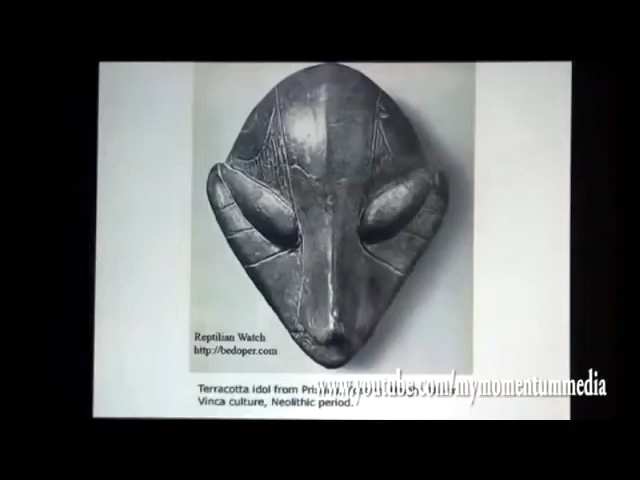 Reptilian Watch
http://bedoper.com
Terracotta idol from
www.youtube.com/mymomentummedia
Vinca culture, Neolithic period.